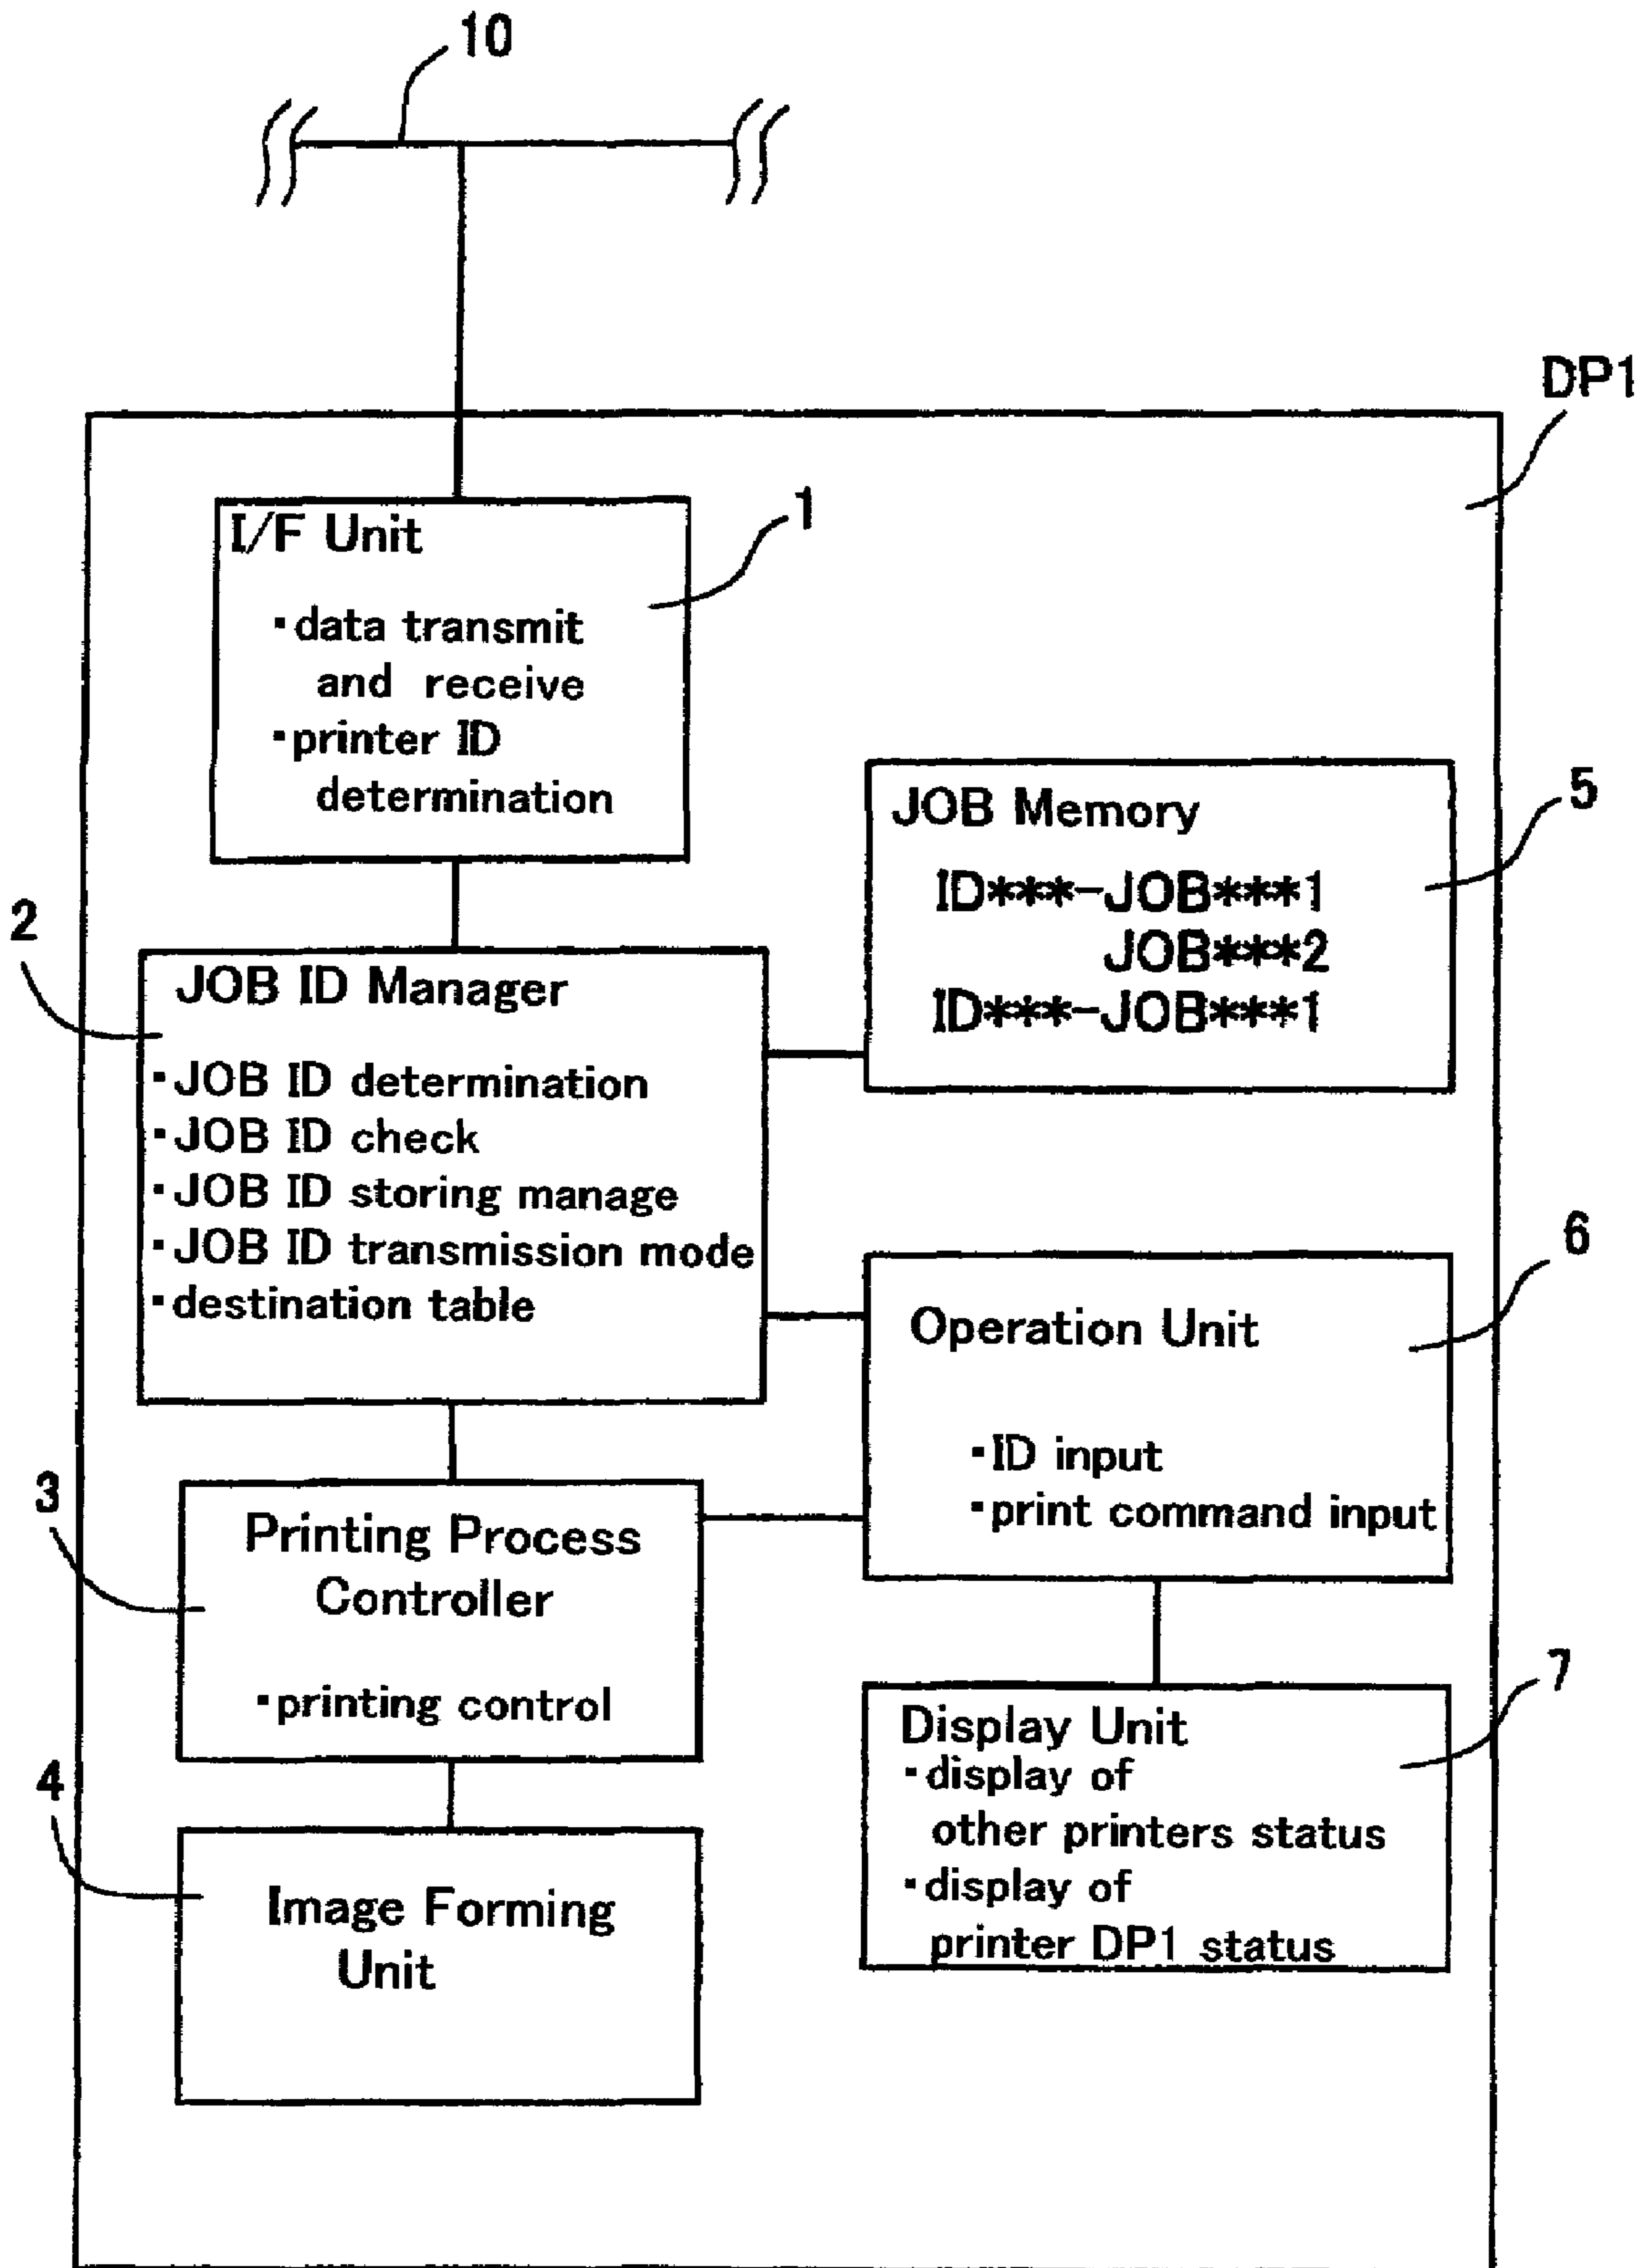 10
DP1
1
I/F Unit
・data transmit
and receive
・printer ID
determination
5
JOB Memory
ID***-JOB***1
JOB***2
ID***-JOB***1
2
JOB ID Manager
・JOB ID determination
・JOB ID check
・JOB ID storing manage
・JOB ID transmission mode
・destination table
6
Operation Unit
・ID input
・print command input
3
Printing Process
Controller
・printing control
7
Display Unit
・display of
other printers status
・display of
printer DP1 status
4
Image Forming
Unit